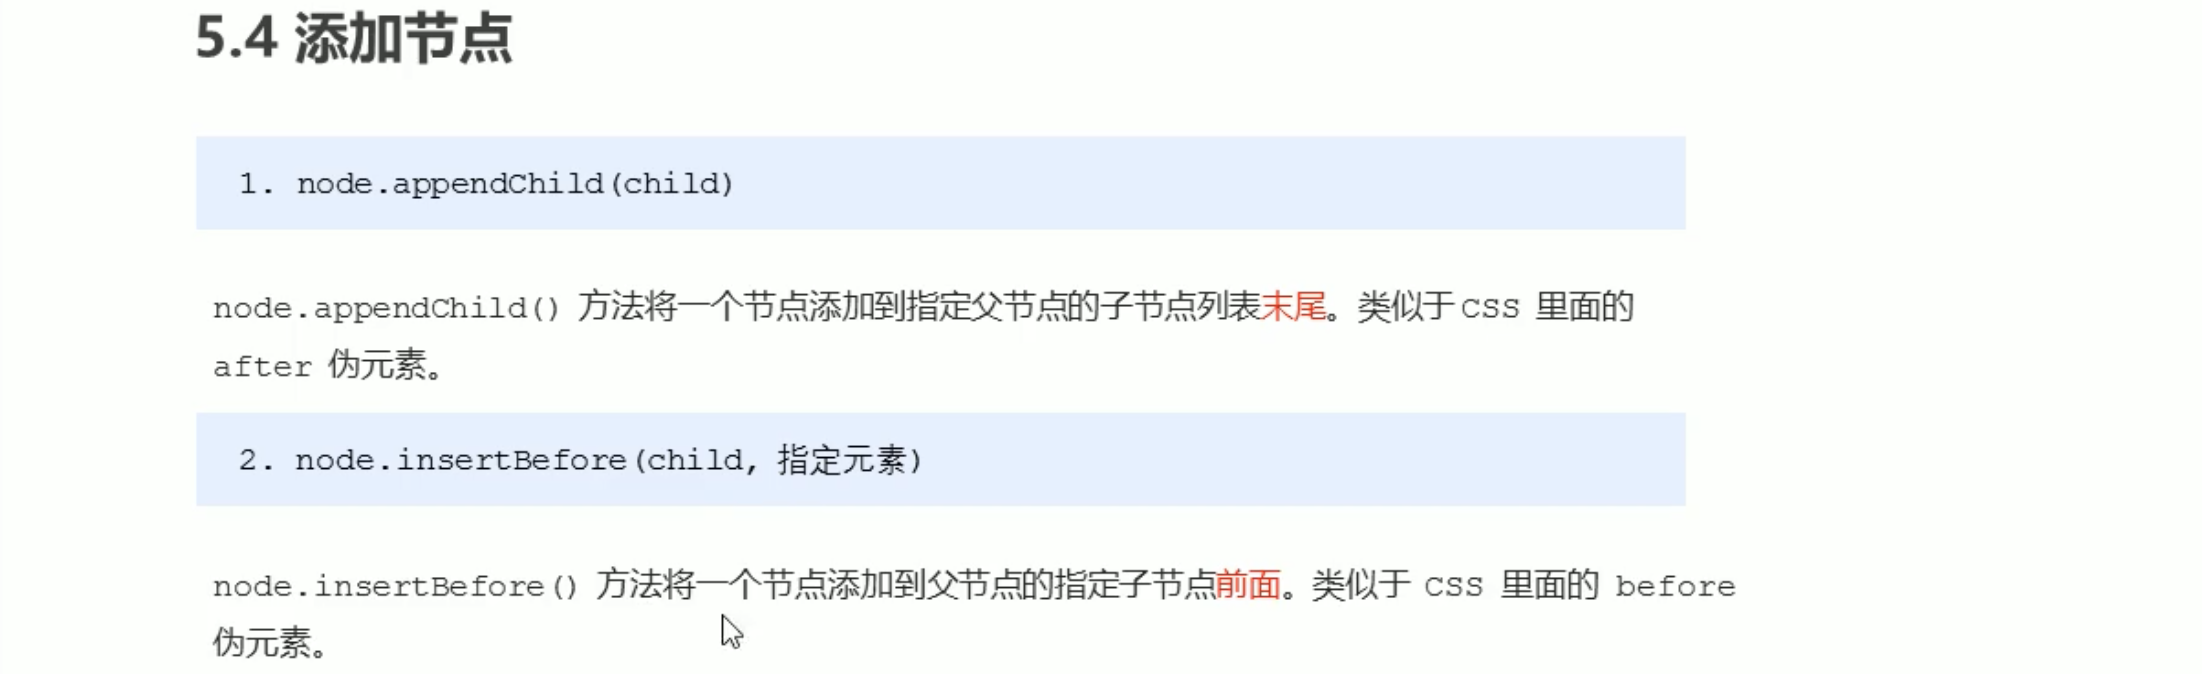 5.4 添加节点
1. node.appendChild(child)
node.appendChild() 方法将一个节点添加到指定父节点的子节点列表末尾。类似于 CSS 里面的
after 伪元素。
2. node.insertBefore(child, 指定元素)
node.insertBefore() 方法将一个节点添加到父节点的指定子节点前面。类似于 CSS 里面的 before
伪元素。